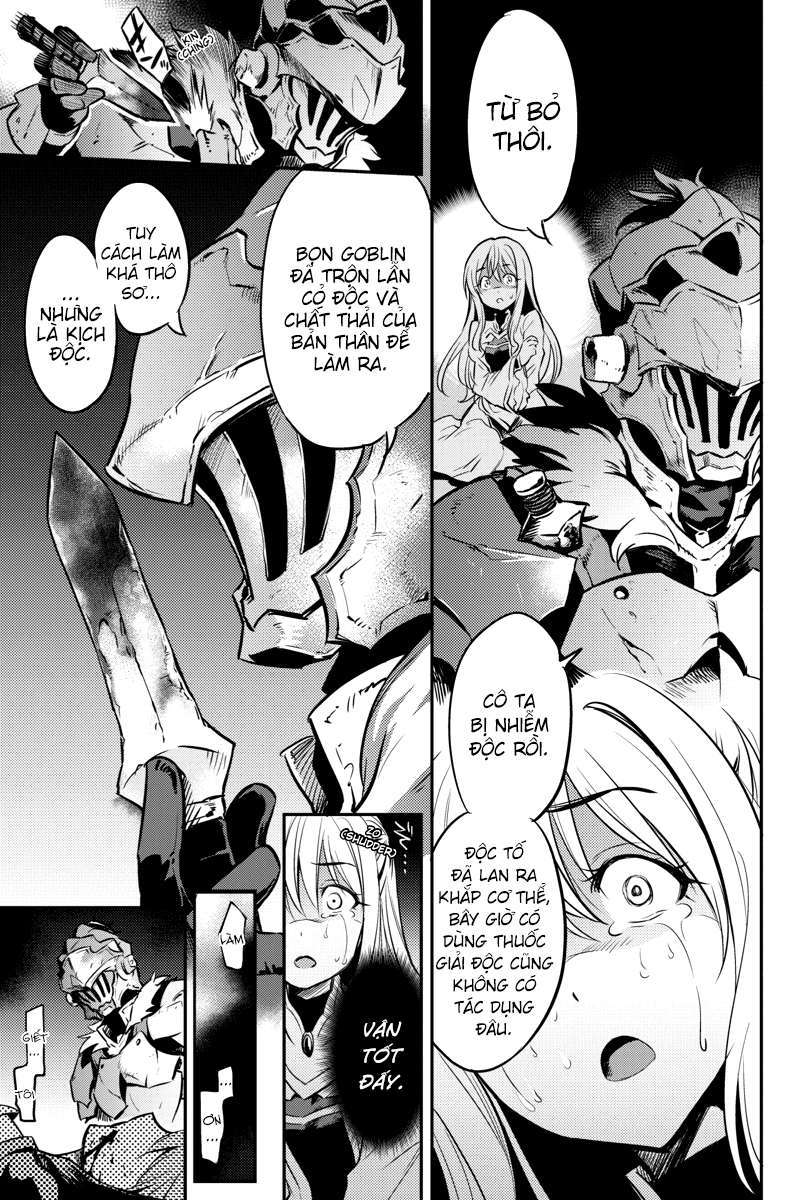 TỪ BỎ
THÔI.
CÔ TA
BỊ NHIỄM
ĐỘC RỒI.
ĐỘC TỐ
ĐÃ LAN RA
KHẮP CƠ THỂ,
BÂY GIỜ CÓ
DÙNG THUỐC
GIẢI ĐỘC CŨNG
KHÔNG CÓ
TÁC DỤNG
ĐÂU.
キン
KIN
(CHING)
BỌN GOBLIN
ĐÃ TRỘN LẪN
CỎ ĐỘC VÀ
CHẤT THẢI CỦA
BẢN THÂN ĐỂ
LÀM RA.
TUY
CÁCH LÀM
KHÁ THÔ
SƠ...
...
NHƯNG
LÀ KỊCH
ĐỘC.
ZO
(SHUDDER)
VẬN
TỐT
ĐẤY.
LÀM
...
ƠN
...
GIẾT
...
TÔI